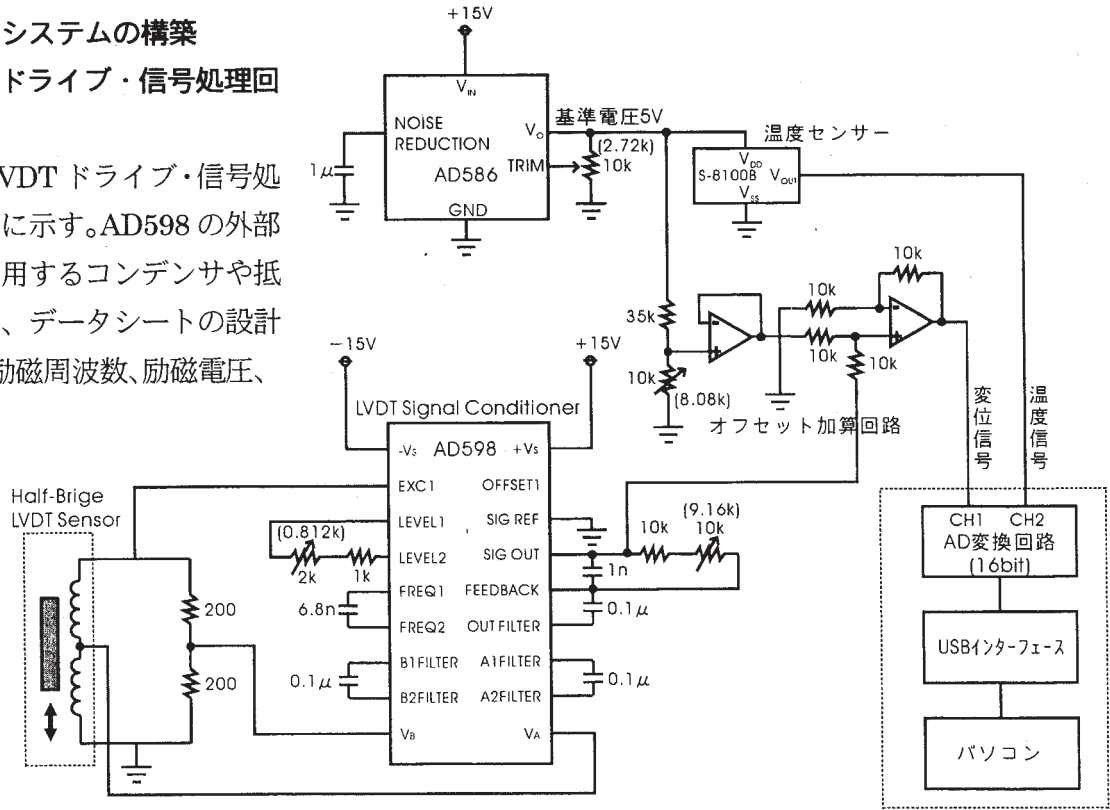 システムの構築
ドライブ・信号処理回
VDT ドライブ・信号処
に示す。AD598 の外部
用するコンデンサや抵
、データシートの設計
励磁周波数、励磁電圧、
+15V
VIN
NOISE
REDUCTION
VO
TRIM
AD586
GND
1μ
基準電圧5V
(2.72k)
10k
温度センサー
VDD
S-8100B
VOUT
VSS
35k
10k
(8.08k)
-
+
10k
10k
10k
10k
-
+
オフセット加算回路
変位信号
温度信号
-15V
+15V
LVDT Signal Conditioner
-VS
AD598
+VS
EXC1
OFFSET1
LEVEL1
SIG REF
LEVEL2
SIG OUT
FREQ1
FEEDBACK
FREQ2
OUT FILTER
B1FILTER
A1FILTER
B2FILTER
A2FILTER
VB
VA
Half-Brige
LVDT Sensor
200
200
(0.812k)
2k
1k
6.8n
0.1μ
10k
(9.16k)
10k
1n
0.1μ
0.1μ
CH1
CH2
AD変換回路
(16bit)
USBインタ-フェ-ス
パソコン